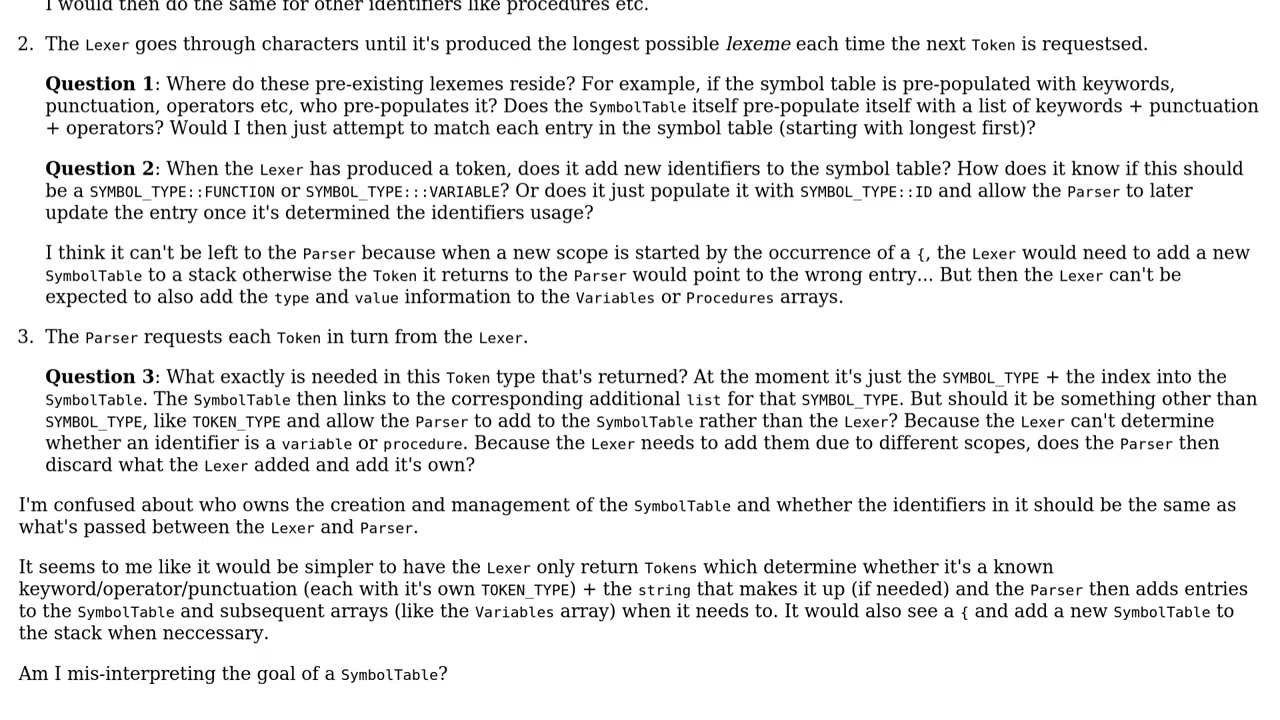 I would then do the same for other identifiers like procedures etc.
2. The Lexer goes through characters until it's produced the longest possible lexeme each time the next Token is requestsed.
Question 1: Where do these pre-existing lexemes reside? For example, if the symbol table is pre-populated with keywords,
punctuation, operators etc, who pre-populates it? Does the SymbolTable itself pre-populate itself with a list of keywords + punctuation
+ operators? Would I then just attempt to match each entry in the symbol table (starting with longest first)?
Question 2: When the Lexer has produced a token, does it add new identifiers to the symbol table? How does it know if this should
be a SYMBOL_TYPE::FUNCTION or SYMBOL_TYPE:::VARIABLE? Or does it just populate it with SYMBOL_TYPE::ID and allow the Parser to later
update the entry once it's determined the identifiers usage?
I think it can't be left to the Parser because when a new scope is started by the occurrence of a {, the Lexer would need to add a new
SymbolTable to a stack otherwise the Token it returns to the Parser would point to the wrong entry... But then the Lexer can't be
expected to also add the type and value information to the Variables or Procedures arrays.
3. The Parser requests each Token in turn from the Lexer.
Question 3: What exactly is needed in this Token type that's returned? At the moment it's just the SYMBOL_TYPE + the index into the
SymbolTable. The SymbolTable then links to the corresponding additional list for that SYMBOL_TYPE. But should it be something other than
SYMBOL_TYPE, like TOKEN_TYPE and allow the Parser to add to the SymbolTable rather than the Lexer? Because the Lexer can't determine
whether an identifier is a variable or procedure. Because the Lexer needs to add them due to different scopes, does the Parser then
discard what the Lexer added and add it's own?
I'm confused about who owns the creation and management of the SymbolTable and whether the identifiers in it should be the same as
what's passed between the Lexer and Parser.
It seems to me like it would be simpler to have the Lexer only return Tokens which determine whether it's a known
keyword/operator/punctuation (each with it's own TOKEN_TYPE) + the string that makes it up (if needed) and the Parser then adds entries
to the SymbolTable and subsequent arrays (like the Variables array) when it needs to. It would also see a { and add a new SymbolTable to
the stack when neccessary.
Am I mis-interpreting the goal of a SymbolTable?